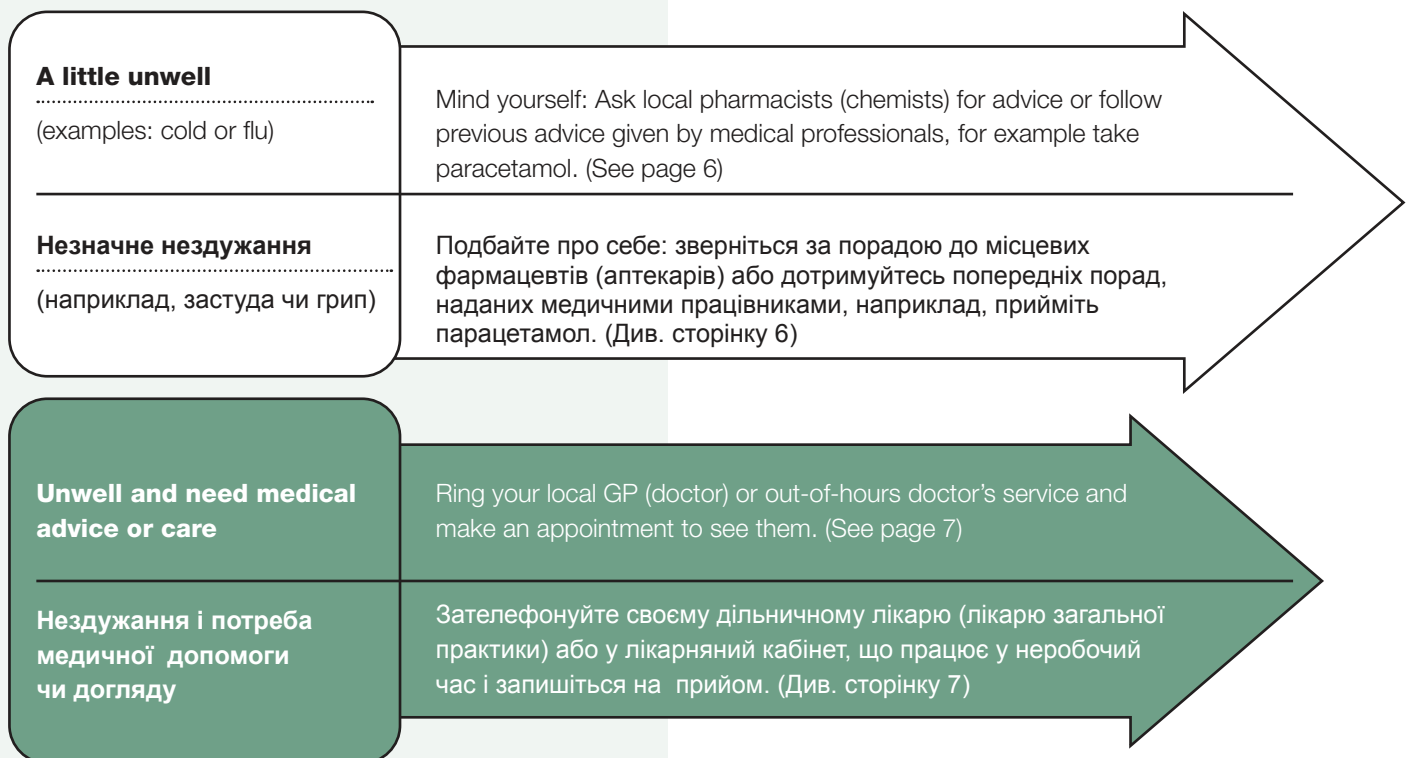 A little unwell
(examples: cold or flu)
Mind yourself: Ask local pharmacists (chemists) for advice or follow
previous advice given by medical professionals, for example take
paracetamol. (See page 6)
Незначне нездужання
(наприклад, застуда чи грип)
Подбайте про себе: зверніться за порадою до місцевих
фармацевтів (аптекарів) або дотримуйтесь попередніх порад,
наданих медичними працівниками, наприклад, прийміть
парацетамол. (Див. сторінку 6)
Unwell and need medical
advice or care
Ring your local GP (doctor) or out-of-hours doctor’s service and
make an appointment to see them. (See page 7)
Нездужання і потреба
медичної допомоги
чи догляду
Зателефонуйте своєму дільничному лікарю (лікарю загальної
практики) або у лікарняний кабінет, що працює у неробочий
час і запишіться на прийом. (Див. сторінку 7)